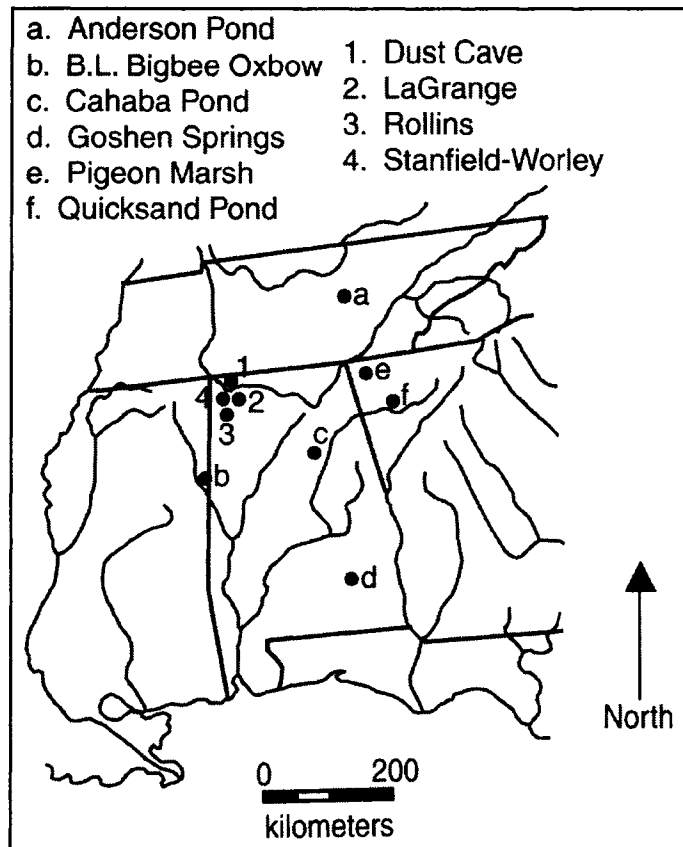 a. Anderson Pond
b. B.L. Bigbee Oxbow
c. Cahaba Pond
d. Goshen Springs
e. Pigeon Marsh
f. Quicksand Pond
1. Dust Cave
2. LaGrange
3. Rollins
4. Stanfield-Worley
a
1
e
4
2
f
3
c
b
d
North
0 200
kilometers